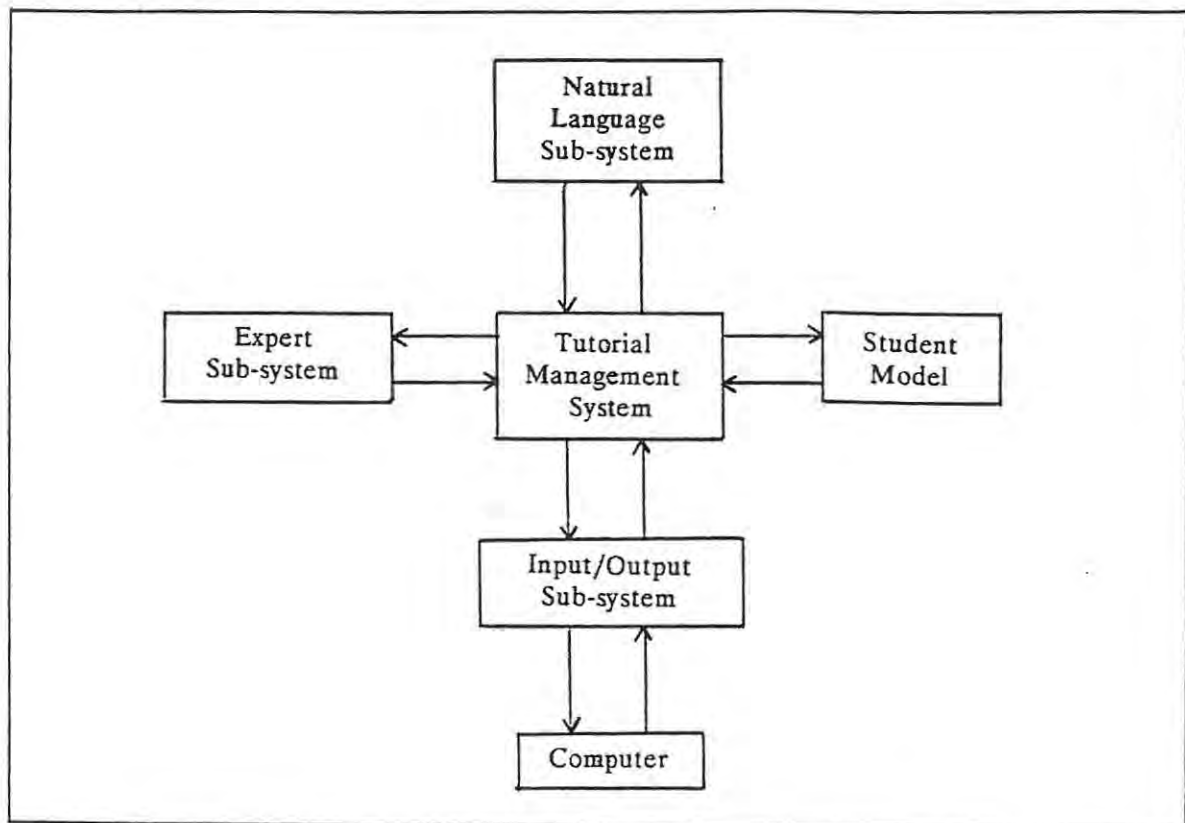 Natural
Language
Sub-system
Expert
Sub-system
Tutorial
Management
System
Student
Model
Input/Output
Sub-system
Computer